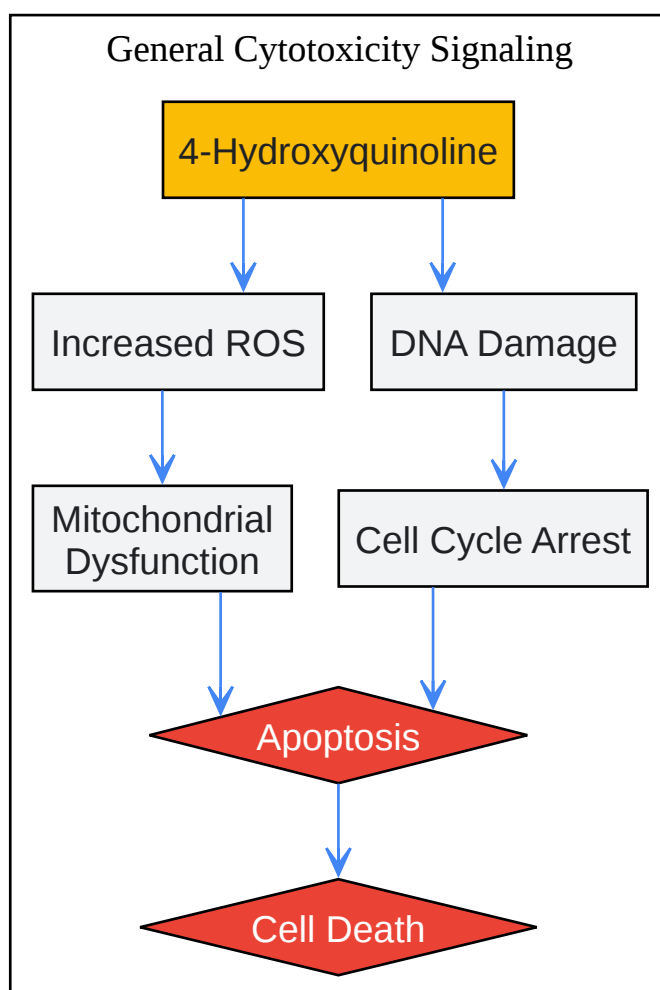 General Cytotoxicity Signaling
4-Hydroxyquinoline
Increased ROS
DNA Damage
Mitochondrial
Dysfunction
Cell Cycle Arrest
Apoptosis
Cell Death